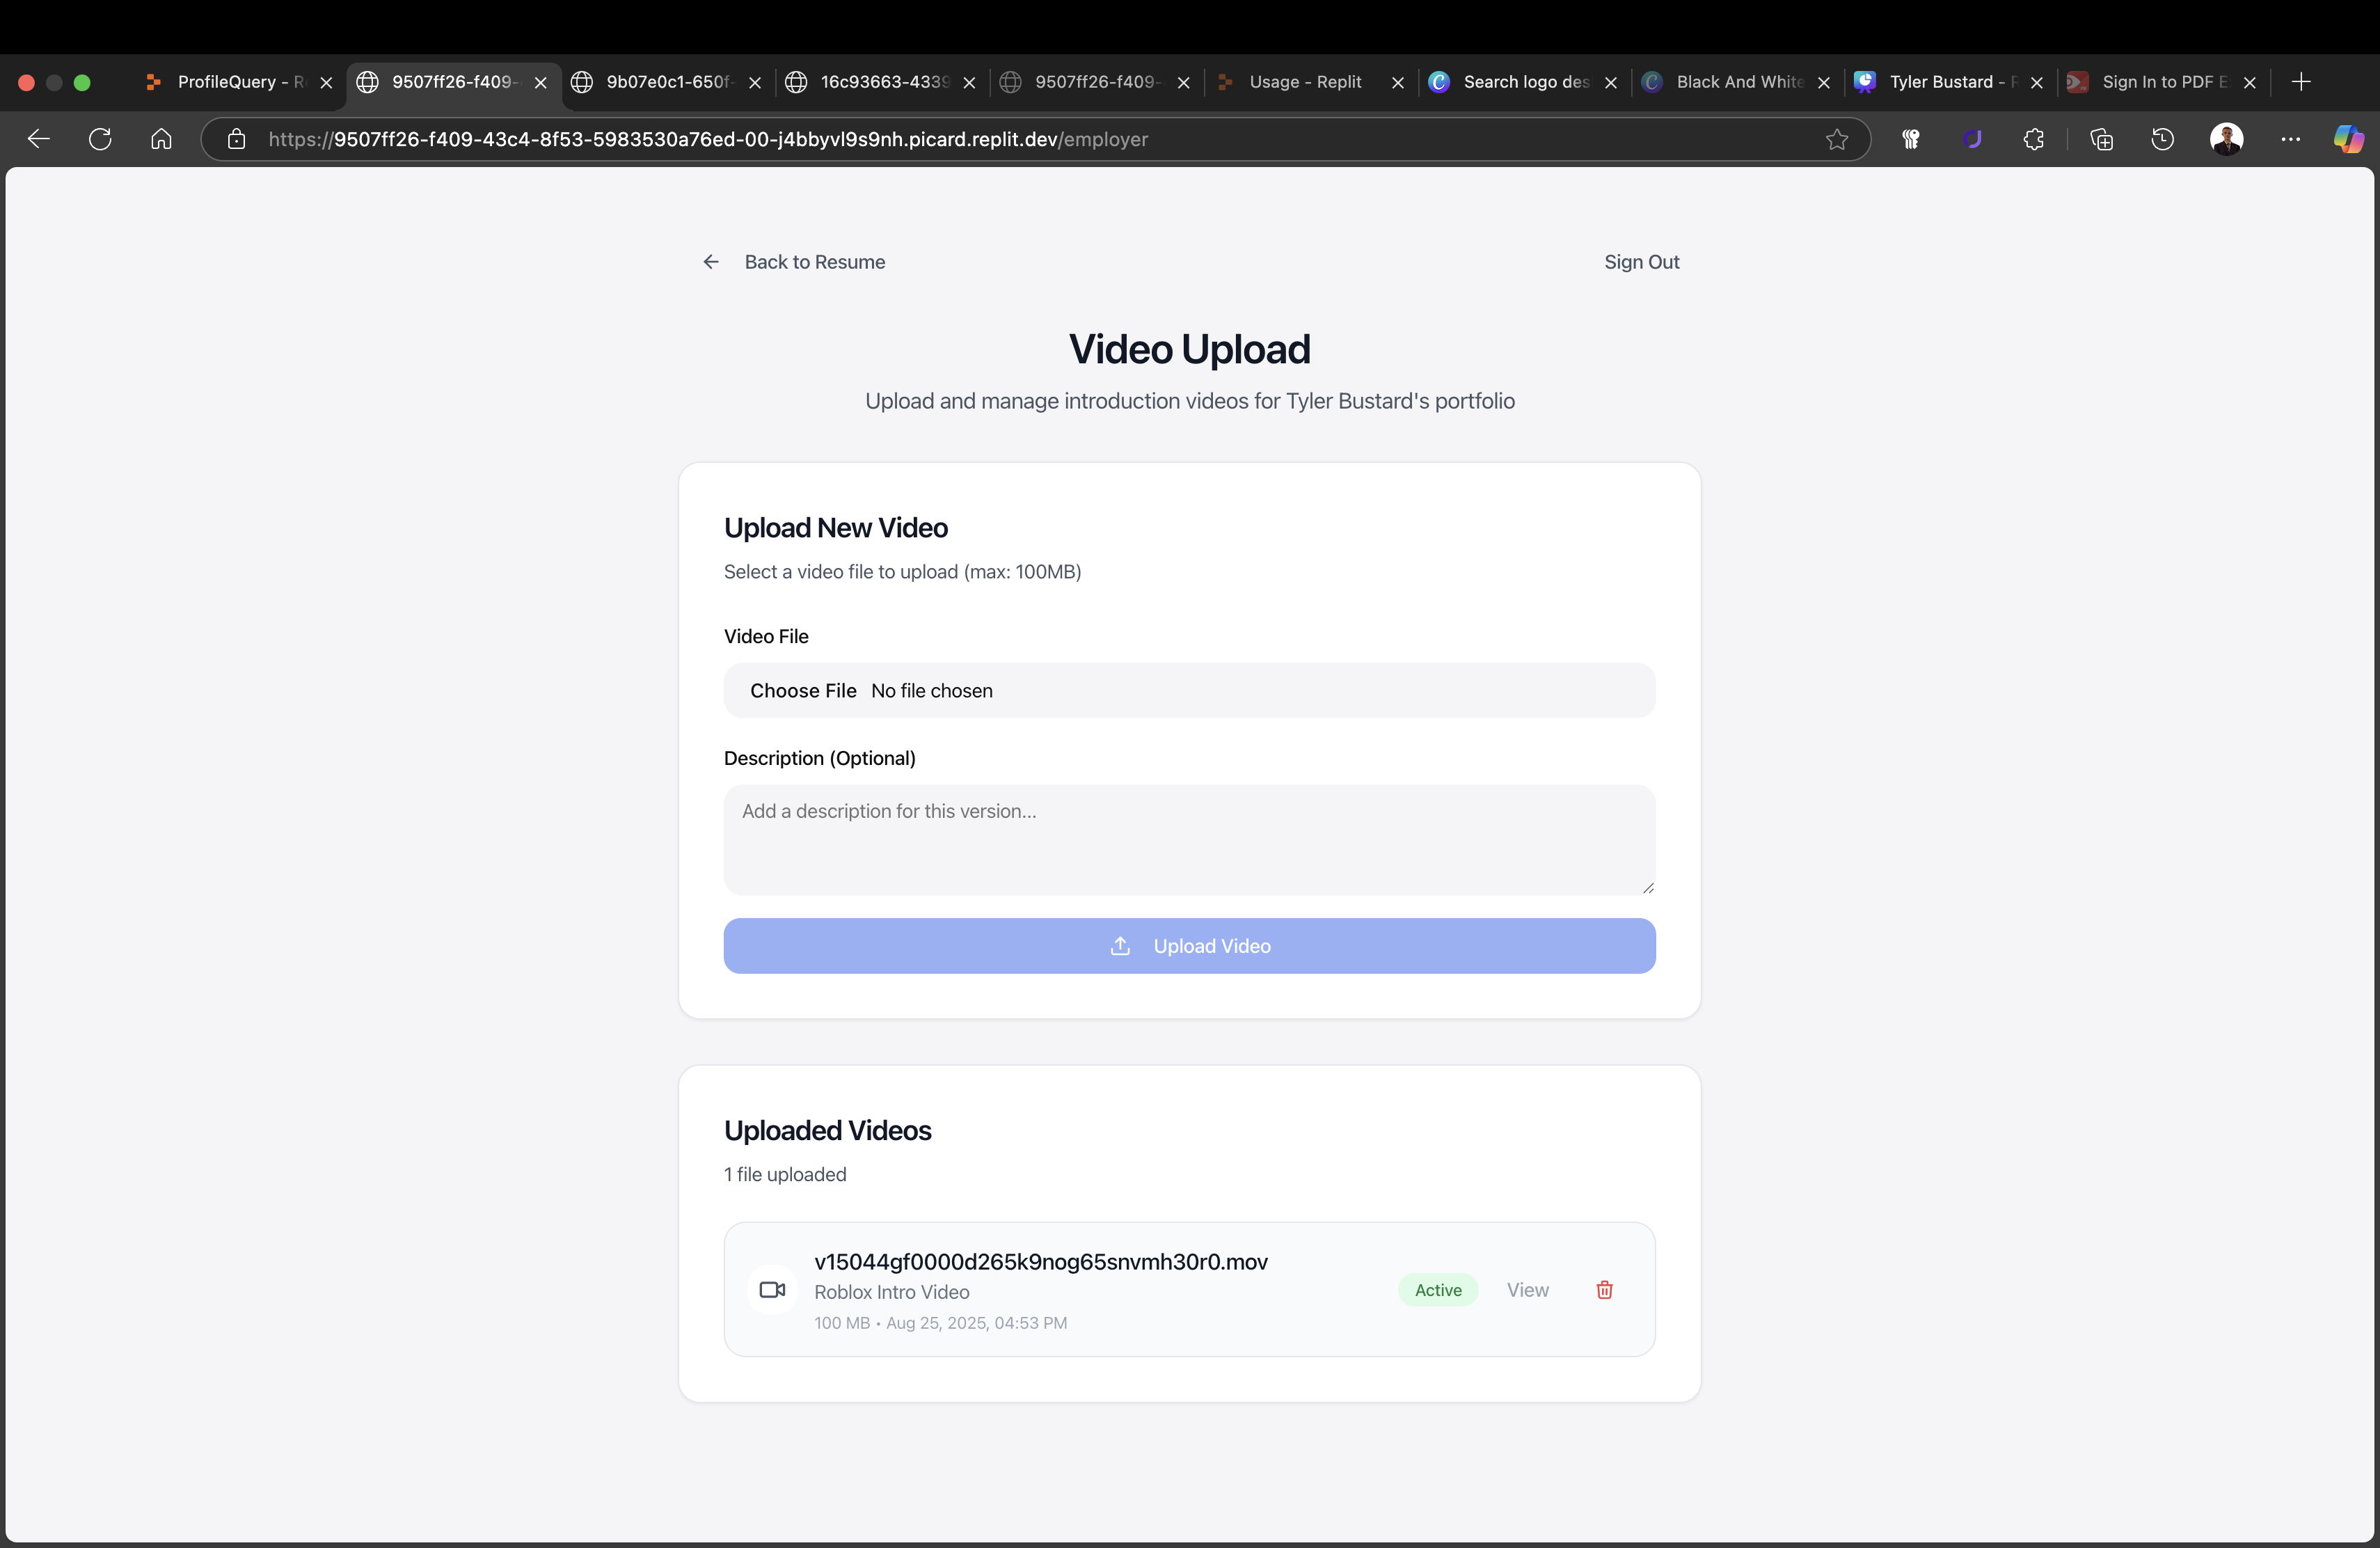 ProfileQuery - R
9507ff26-f409-
9b07e0c1-650f-
16c93663-4339
9507ff26-f409-
Usage - Replit
Search logo des
Black And White
Tyler Bustard - F
Sign In to PDF E
https://9507ff26-f409-43c4-8f53-5983530a76ed-00-j4bbyvl9s9nh.picard.replit.dev/employer
Back to Resume
Sign Out
Video Upload
Upload and manage introduction videos for Tyler Bustard's portfolio
Upload New Video
Select a video file to upload (max: 100MB)
Video File
Choose File No file chosen
Description (Optional)
Add a description for this version...
Upload Video
Uploaded Videos
1 file uploaded
v15044gf0000d265k9nog65snvmh30r0.mov
Roblox Intro Video
100 MB • Aug 25, 2025, 04:53 PM
Active
View